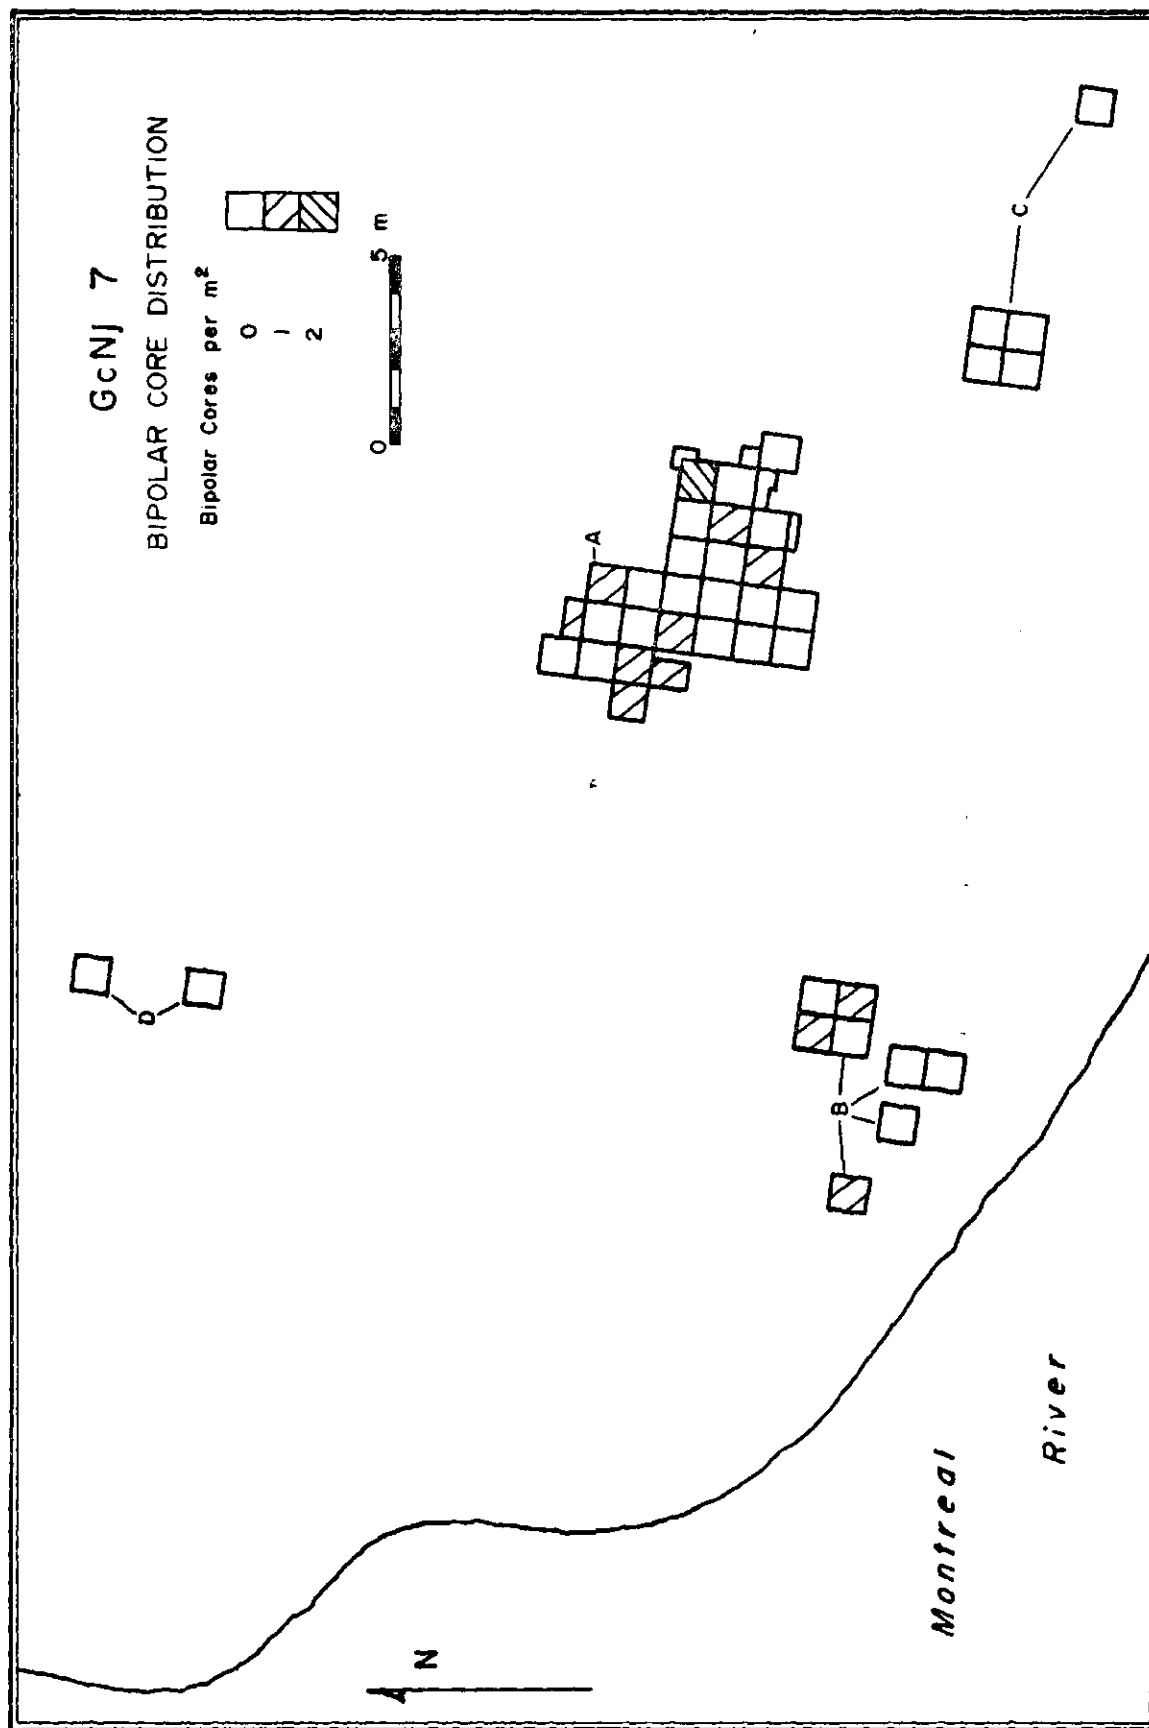 GcNj 7
BIPOLAR CORE DISTRIBUTION
Bipolar Cores per m²
0
1
2
0 5 m
A
B
C
D
N
Montreal
River